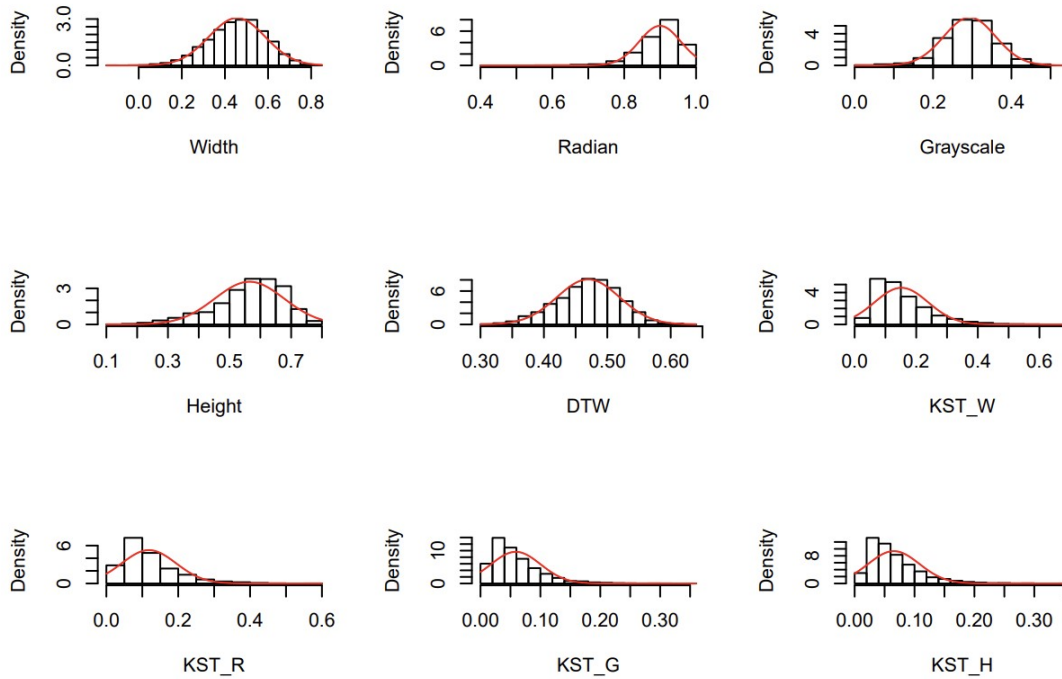 Density
0.0 3.0
0.0 0.2 0.4 0.6 0.8
Width
Density
0 6
0.4 0.6 0.8 1.0
Radian
Density
0 4
0.0 0.2 0.4
Grayscale
Density
0 3
0.1 0.3 0.5 0.7
Height
Density
0 6
0.30 0.40 0.50 0.60
DTW
Density
0 4
0.0 0.2 0.4 0.6
KST_W
Density
0 6
0.0 0.2 0.4 0.6
KST_R
Density
0 10
0.00 0.10 0.20 0.30
KST_G
Density
0 8
0.00 0.10 0.20 0.30
KST_H